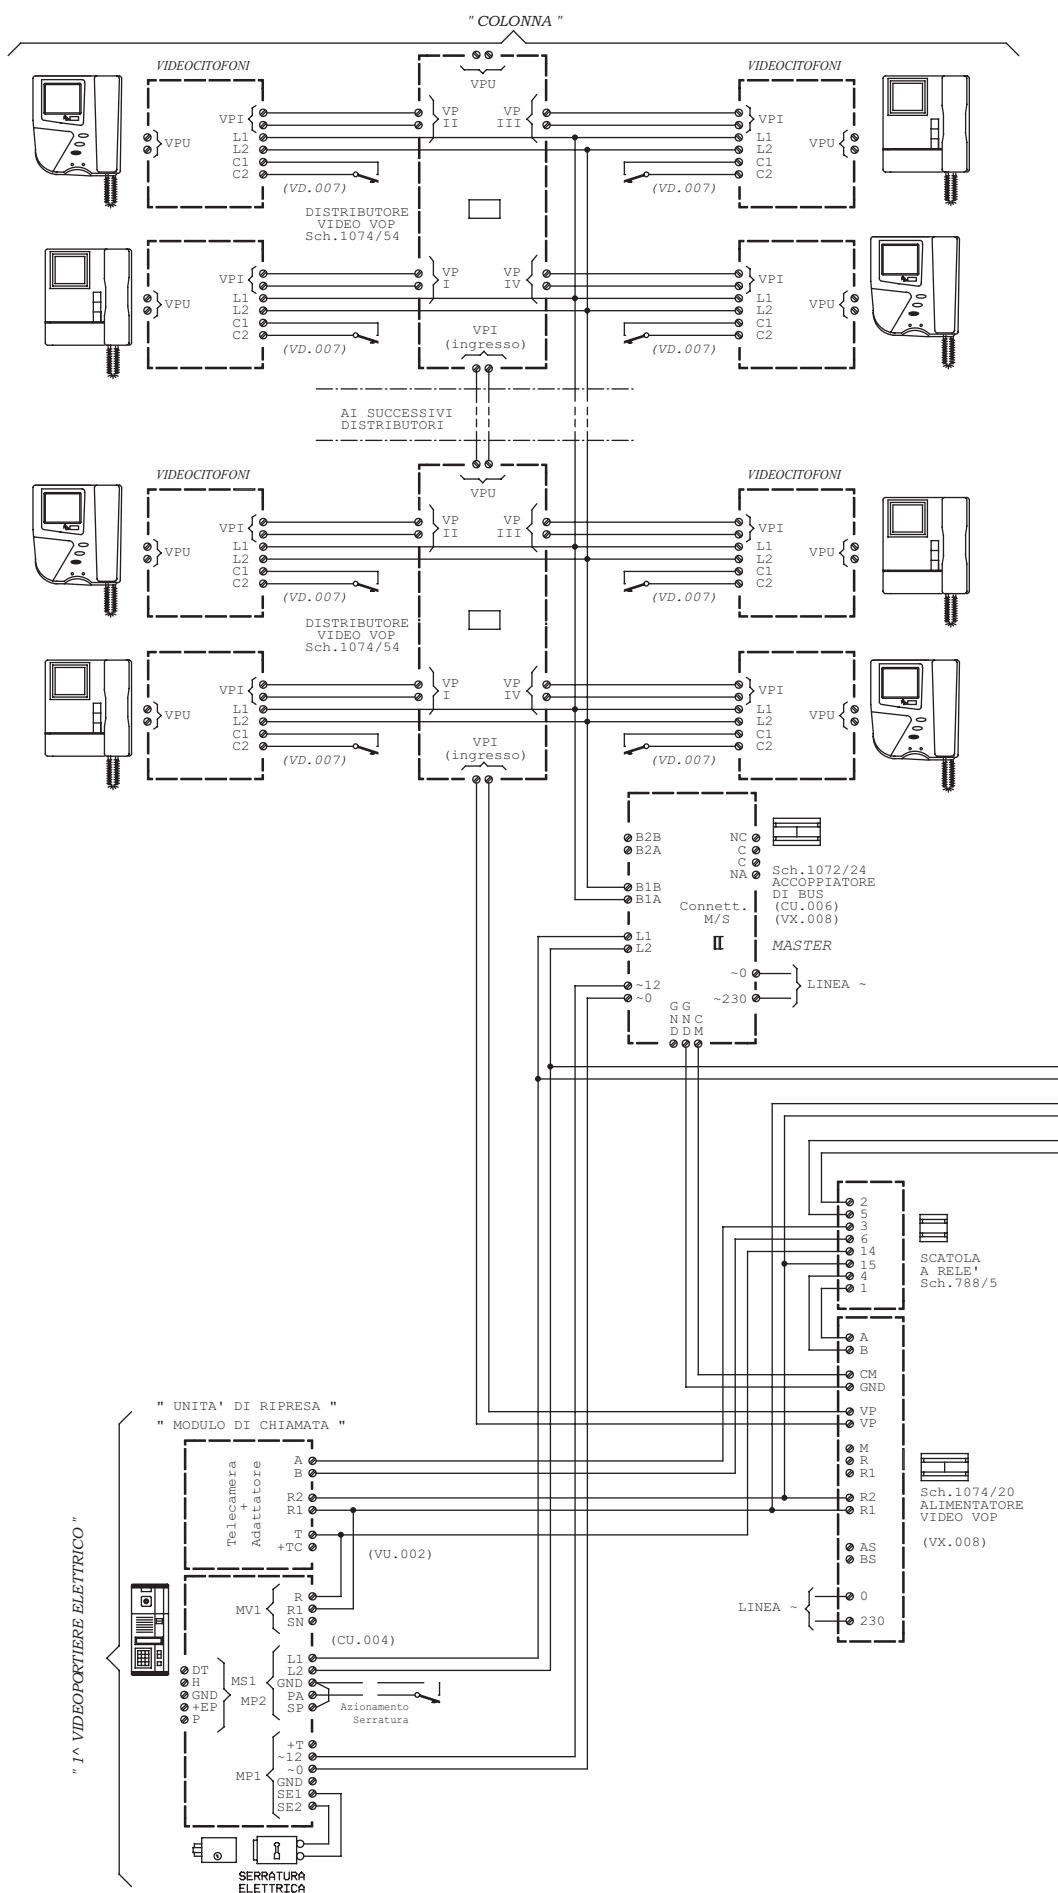 " COLONNA "
VIDEOCITOFONI
VIDEOCITOFONI
VPU
VPI
VP
II
VP
III
VPI
L1
L1
VPU
L2
L2
VPU
C1
C1
C2
C2
(VD.007)
(VD.007)
DISTRIBUTORE
VIDEO VOP
Sch.1074/54
VPI
VP
I
VP
IV
VPI
L1
L1
VPU
L2
L2
VPU
C1
C1
C2
C2
VPI
(ingresso)
(VD.007)
(VD.007)
AI SUCCESSIVI
DISTRIBUTORI
VIDEOCITOFONI
VIDEOCITOFONI
VPU
VPI
VP
II
VP
III
VPI
L1
L1
VPU
L2
L2
VPU
C1
C1
C2
C2
(VD.007)
(VD.007)
DISTRIBUTORE
VIDEO VOP
Sch.1074/54
VPI
VP
I
VP
IV
VPI
L1
L1
VPU
L2
L2
VPU
C1
C1
C2
C2
VPI
(ingresso)
(VD.007)
(VD.007)
B2B
B2A
NC
C
C
NA
B1B
B1A
Connett.
M/S
II
L1
L2
~12
~0
~0
~230
GND
GND
CM
Sch.1072/24
ACCOPPIATORE
DI BUS
(CU.006)
(VX.008)
MASTER
LINEA ~
2
5
3
6
14
15
4
1
SCATOLA
A RELE'
Sch.788/5
A
B
CM
GND
VP
VP
M
R
R1
R2
R1
AS
BS
0
230
Sch.1074/20
ALIMENTATORE
VIDEO VOP
(VX.008)
LINEA ~
" UNITA' DI RIPRESA "
" MODULO DI CHIAMATA "
Telecamera
+
Adattatore
A
B
R2
R1
T
+TC
(VU.002)
" 1^ VIDEOPORTIERE ELETTRICO "
MV1
R
R1
SN
(CU.004)
DT
H
GND
+EP
P
MS1
MP2
L1
L2
GND
PA
SP
Azionamento
Serratura
MP1
+T
~12
~0
GND
SE1
SE2
SERRATURA
ELETTRICA